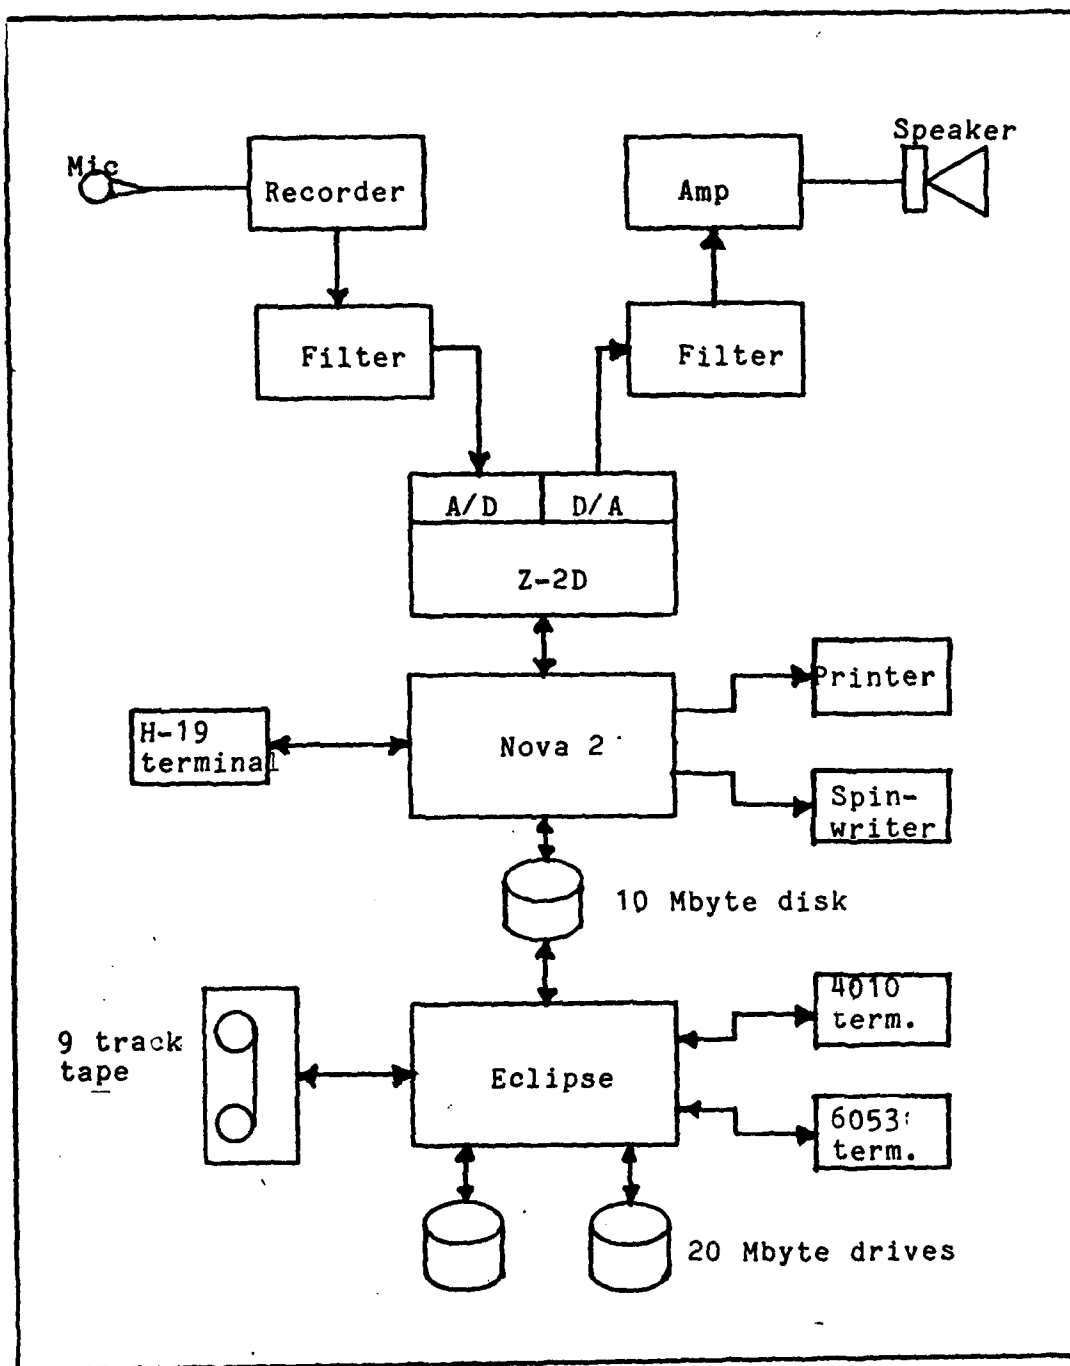 Speaker
Mic
Recorder
Amp
Filter
Filter
A/D
D/A
Z-2D
Printer
H-19
terminal
Nova 2
Spin-
writer
10 Mbyte disk
4010
term.
9 track
tape
Eclipse
6053
term.
20 Mbyte drives